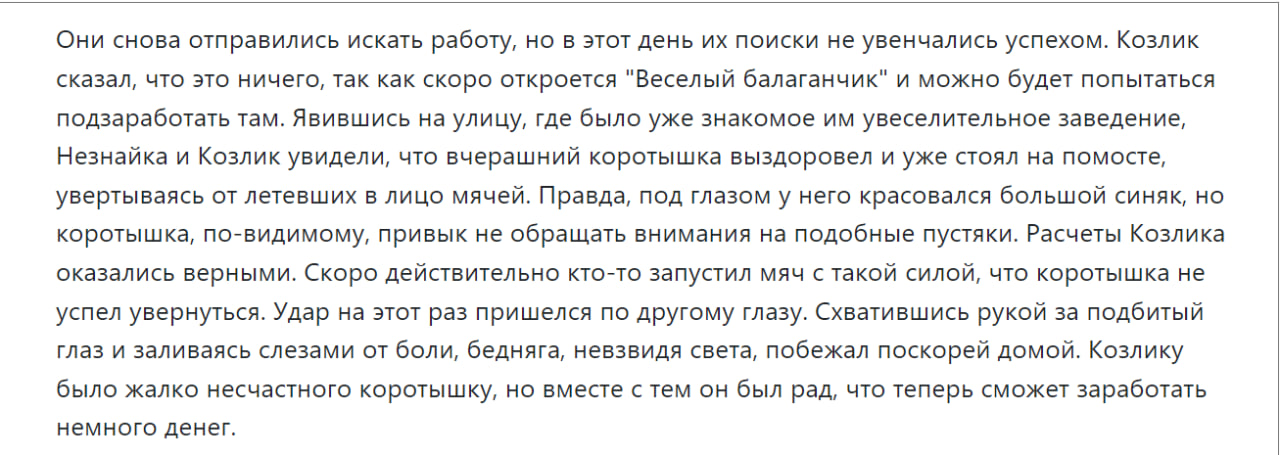 Они снова отправились искать работу, но в этот день их поиски не увенчались успехом. Козлик
сказал, что это ничего, так как скоро откроется "Веселый балаганчик" и можно будет попытаться
подзаработать там. Явившись на улицу, где было уже знакомое им увеселительное заведение,
Незнайка и Козлик увидели, что вчерашний коротышка выздоровел и уже стоял на помосте,
увертываясь от летевших в лицо мячей. Правда, под глазом у него красовался большой синяк, но
коротышка, по-видимому, привык не обращать внимания на подобные пустяки. Расчеты Козлика
оказались верными. Скоро действительно кто-то запустил мяч с такой силой, что коротышка не
успел увернуться. Удар на этот раз пришелся по другому глазу. Схватившись рукой за подбитый
глаз и заливаясь слезами от боли, бедняга, невзвидя света, побежал поскорей домой. Козлику
было жалко несчастного коротышку, но вместе с тем он был рад, что теперь сможет заработать
немного денег.